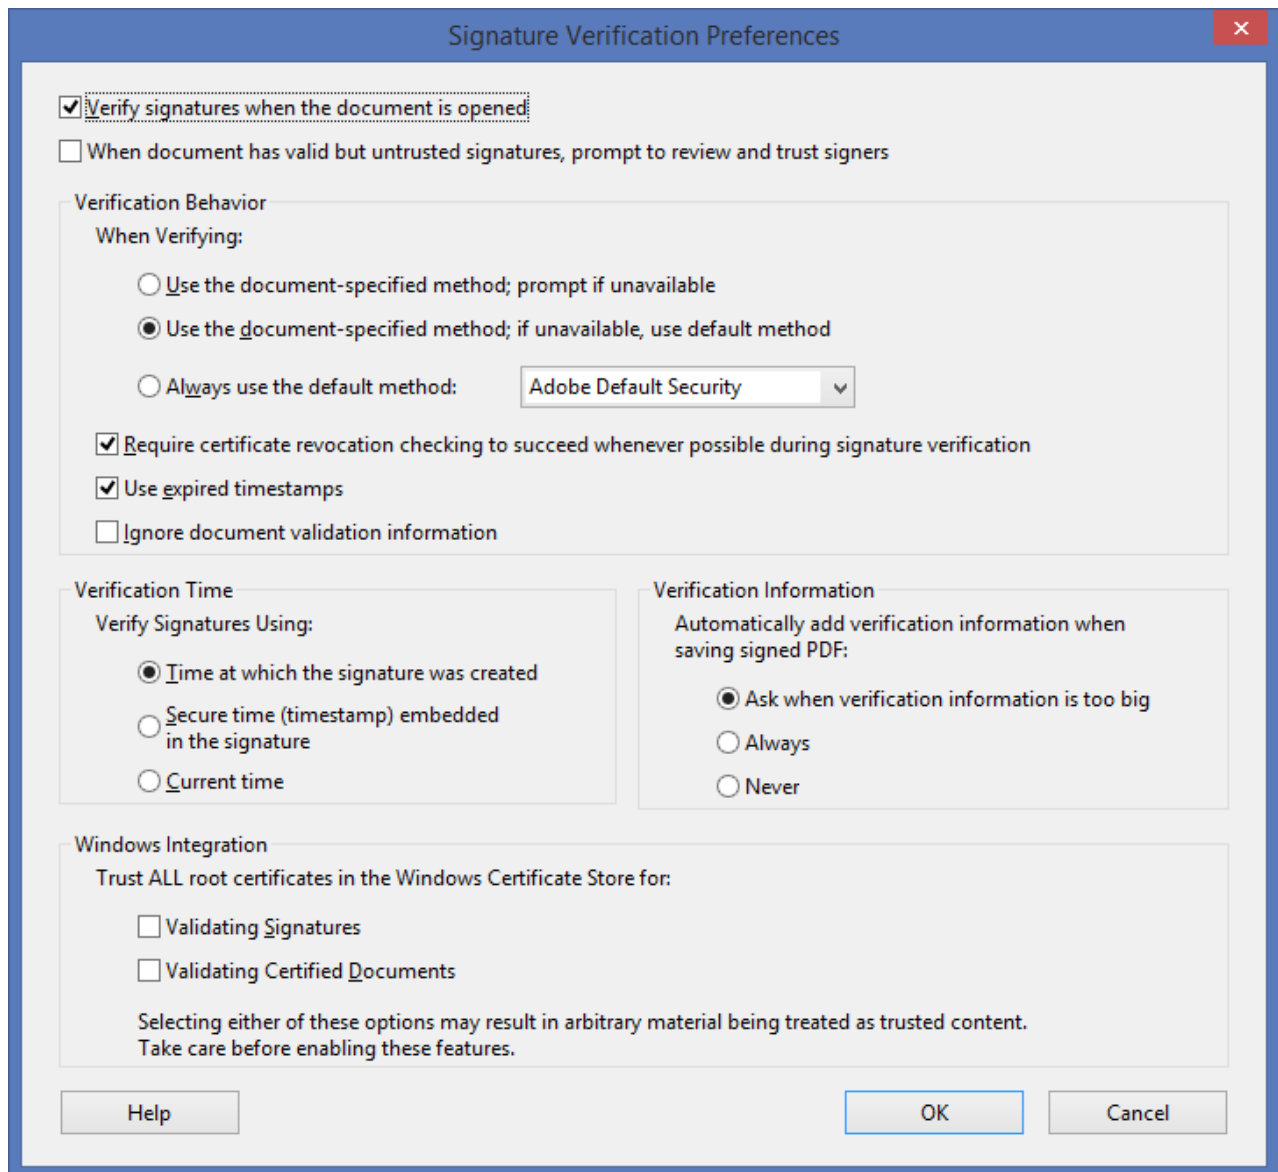 Signature Verification Preferences
Verify signatures when the document is opened
When document has valid but untrusted signatures, prompt to review and trust signers
Verification Behavior
When Verifying:
Use the document-specified method; prompt if unavailable
Use the document-specified method; if unavailable, use default method
Always use the default method: Adobe Default Security
Require certificate revocation checking to succeed whenever possible during signature verification
Use expired timestamps
Ignore document validation information
Verification Time
Verify Signatures Using:
Time at which the signature was created
Secure time (timestamp) embedded
in the signature
Current time
Verification Information
Automatically add verification information when
saving signed PDF:
Ask when verification information is too big
Always
Never
Windows Integration
Trust ALL root certificates in the Windows Certificate Store for:
Validating Signatures
Validating Certified Documents
Selecting either of these options may result in arbitrary material being treated as trusted content.
Take care before enabling these features.
Help
OK
Cancel